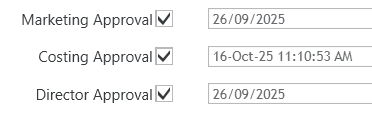 Marketing Approval 26/09/2025
Costing Approval 16-Oct-25 11:10:53 AM
Director Approval 26/09/2025